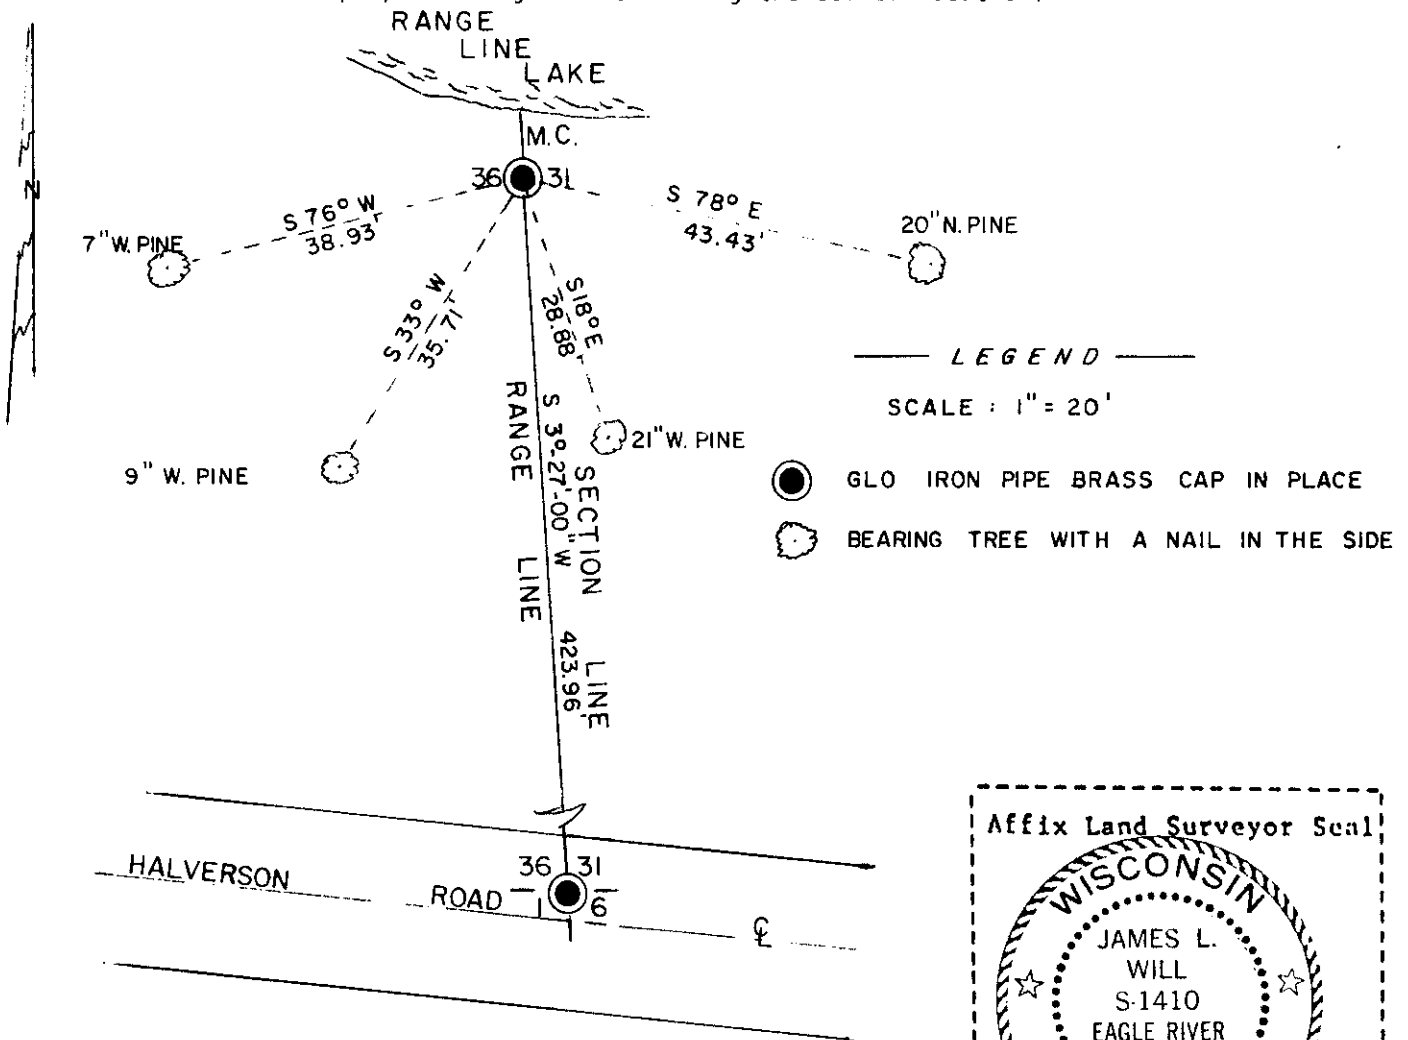 RANGE
LINE
LAKE
M.C.
36 31
N
S 76° W
38.93'
7" W. PINE
S 78° E
43.43'
20" N. PINE
S 33° W
35.71'
S18°E
28.88'
9" W. PINE
21" W. PINE
RANGE LINE
S 3°-27'-00" W 423.96'
SECTION LINE
LEGEND
SCALE : 1" = 20'
GLO IRON PIPE BRASS CAP IN PLACE
BEARING TREE WITH A NAIL IN THE SIDE
HALVERSON ROAD
36 31
1 6
℄
Affix Land Surveyor Seal
WISCONSIN
JAMES L.
WILL
S-1410
EAGLE RIVER